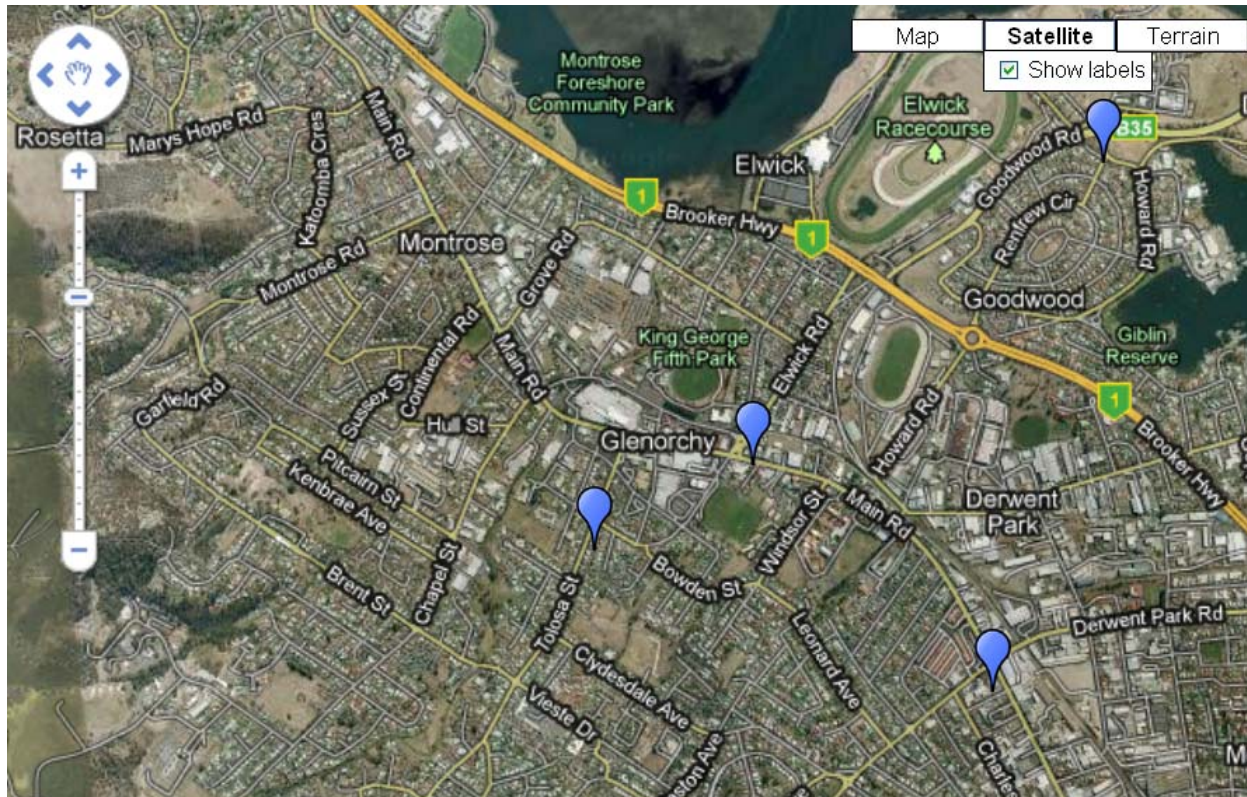 Map
Satellite
Terrain
Show labels
Montrose
Foreshore
Community Park
Elwick
Racecourse
Rosetta
Marys Hope Rd
Main Rd
Katoomba Cres
Elwick
Goodwood Rd
B35
Howard Rd
Renfrew Cir
1
Brooker Hwy
1
Montrose
Montrose Rd
Grove Rd
Goodwood
Continental Rd
King George
Fifth Park
Elwick Rd
Giblin
Reserve
Main Rd
1
Garfield Rd
Sussex St
Hull St
Glenorchy
Howard Rd
Brooker Hwy
Pitcairn St
Kenbrae Ave
Windsor St
Main Rd
Derwent
Park
Brent St
Chapel St
Tolosa St
Bowden St
Leonard Ave
Derwent Park Rd
Clydesdale Ave
Vieste Dr
Charles